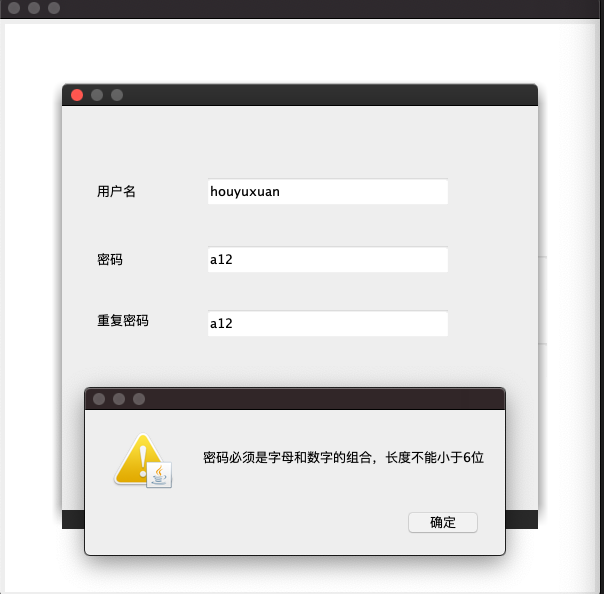 用户名
houyuxuan
密码
a12
重复密码
a12
密码必须是字母和数字的组合，长度不能小于6位
确定